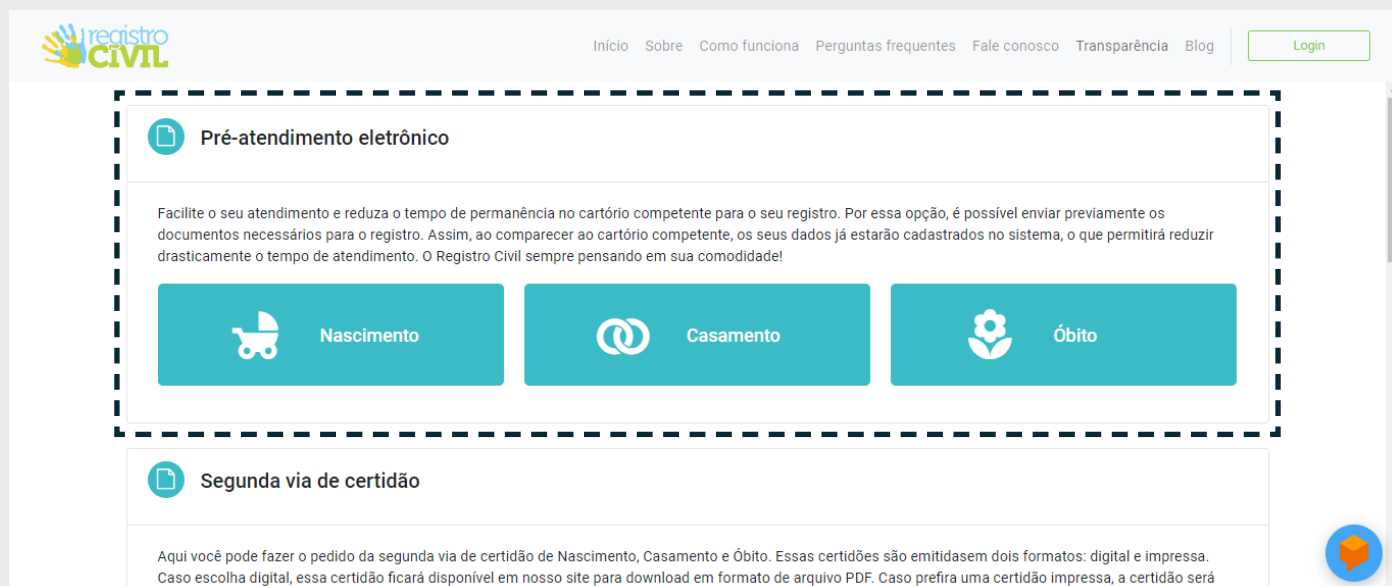 registro
CIVIL
Início Sobre Como funciona Perguntas frequentes Fale conosco Transparência Blog Login
Pré-atendimento eletrônico
Facilite o seu atendimento e reduza o tempo de permanência no cartório competente para o seu registro. Por essa opção, é possível enviar previamente os
documentos necessários para o registro. Assim, ao comparecer ao cartório competente, os seus dados já estarão cadastrados no sistema, o que permitirá reduzir
drasticamente o tempo de atendimento. O Registro Civil sempre pensando em sua comodidade!
Nascimento Casamento Óbito
Segunda via de certidão
Aqui você pode fazer o pedido da segunda via de certidão de Nascimento, Casamento e Óbito. Essas certidões são emitidasem dois formatos: digital e impressa.
Caso escolha digital, essa certidão ficará disponível em nosso site para download em formato de arquivo PDF. Caso prefira uma certidão impressa, a certidão será